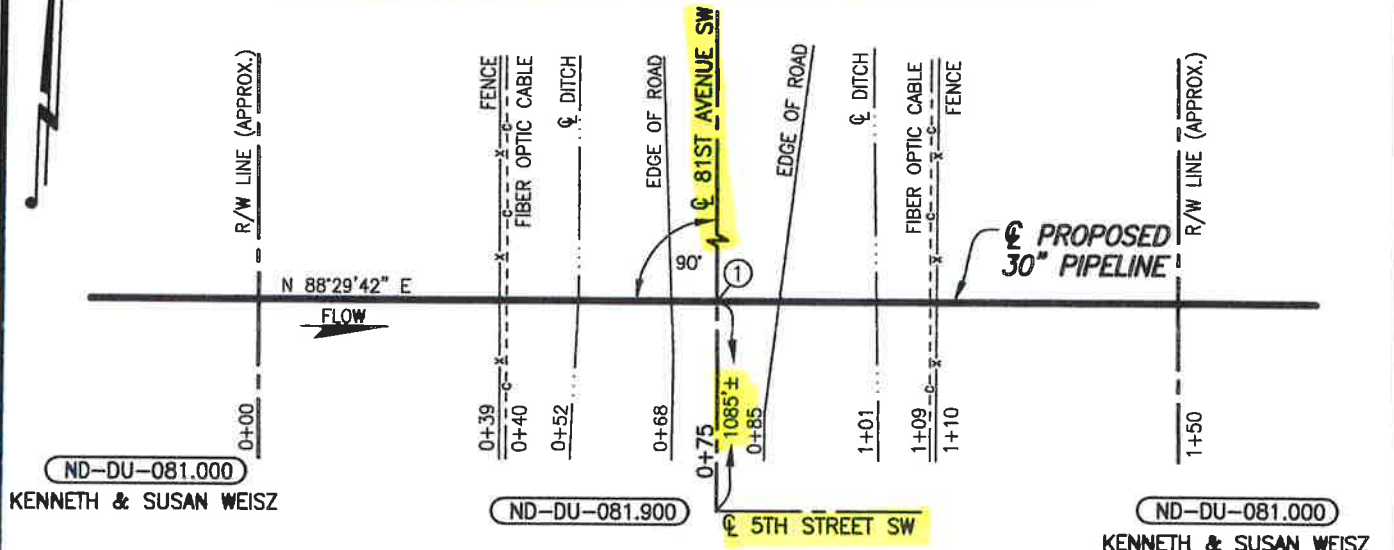 R/W LINE (APPROX.)
FENCE
FIBER OPTIC CABLE
℄ DITCH
EDGE OF ROAD
℄ 81ST AVENUE SW
EDGE OF ROAD
℄ DITCH
FIBER OPTIC CABLE
FENCE
R/W LINE (APPROX.)
℄ PROPOSED
30" PIPELINE
90°
1
N 88°29'42" E
FLOW
0+00
0+39
0+40
0+52
0+68
0+75
1085'±
0+85
1+01
1+09
1+10
1+50
ND-DU-081.000
KENNETH & SUSAN WEISZ
ND-DU-081.900
℄ 5TH STREET SW
ND-DU-081.000
KENNETH & SUSAN WEISZ